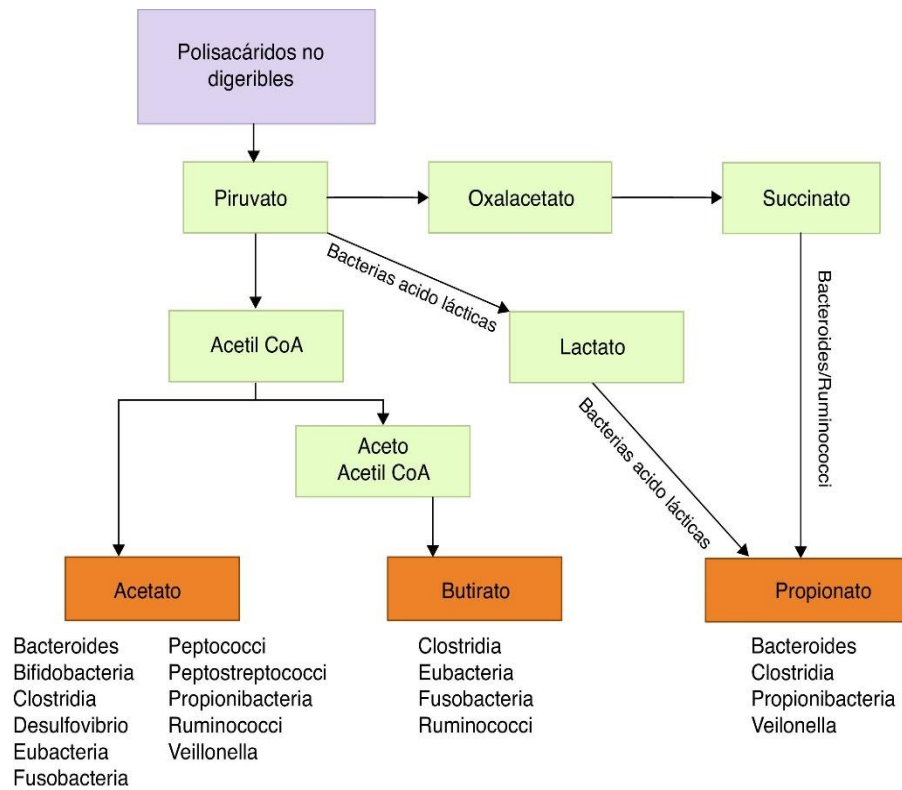 Polisacáridos no
digeribles
Piruvato
Oxalacetato
Succinato
Bacterias acido lácticas
Bacteroides/Ruminococci
Acetil CoA
Lactato
Bacterias acido lácticas
Aceto
Acetil CoA
Acetato
Butirato
Propionato
Bacteroides
Bifidobacteria
Clostridia
Desulfovibrio
Eubacteria
Fusobacteria
Peptococci
Peptostreptococci
Propionibacteria
Ruminococci
Veillonella
Clostridia
Eubacteria
Fusobacteria
Ruminococci
Bacteroides
Clostridia
Propionibacteria
Veilonella